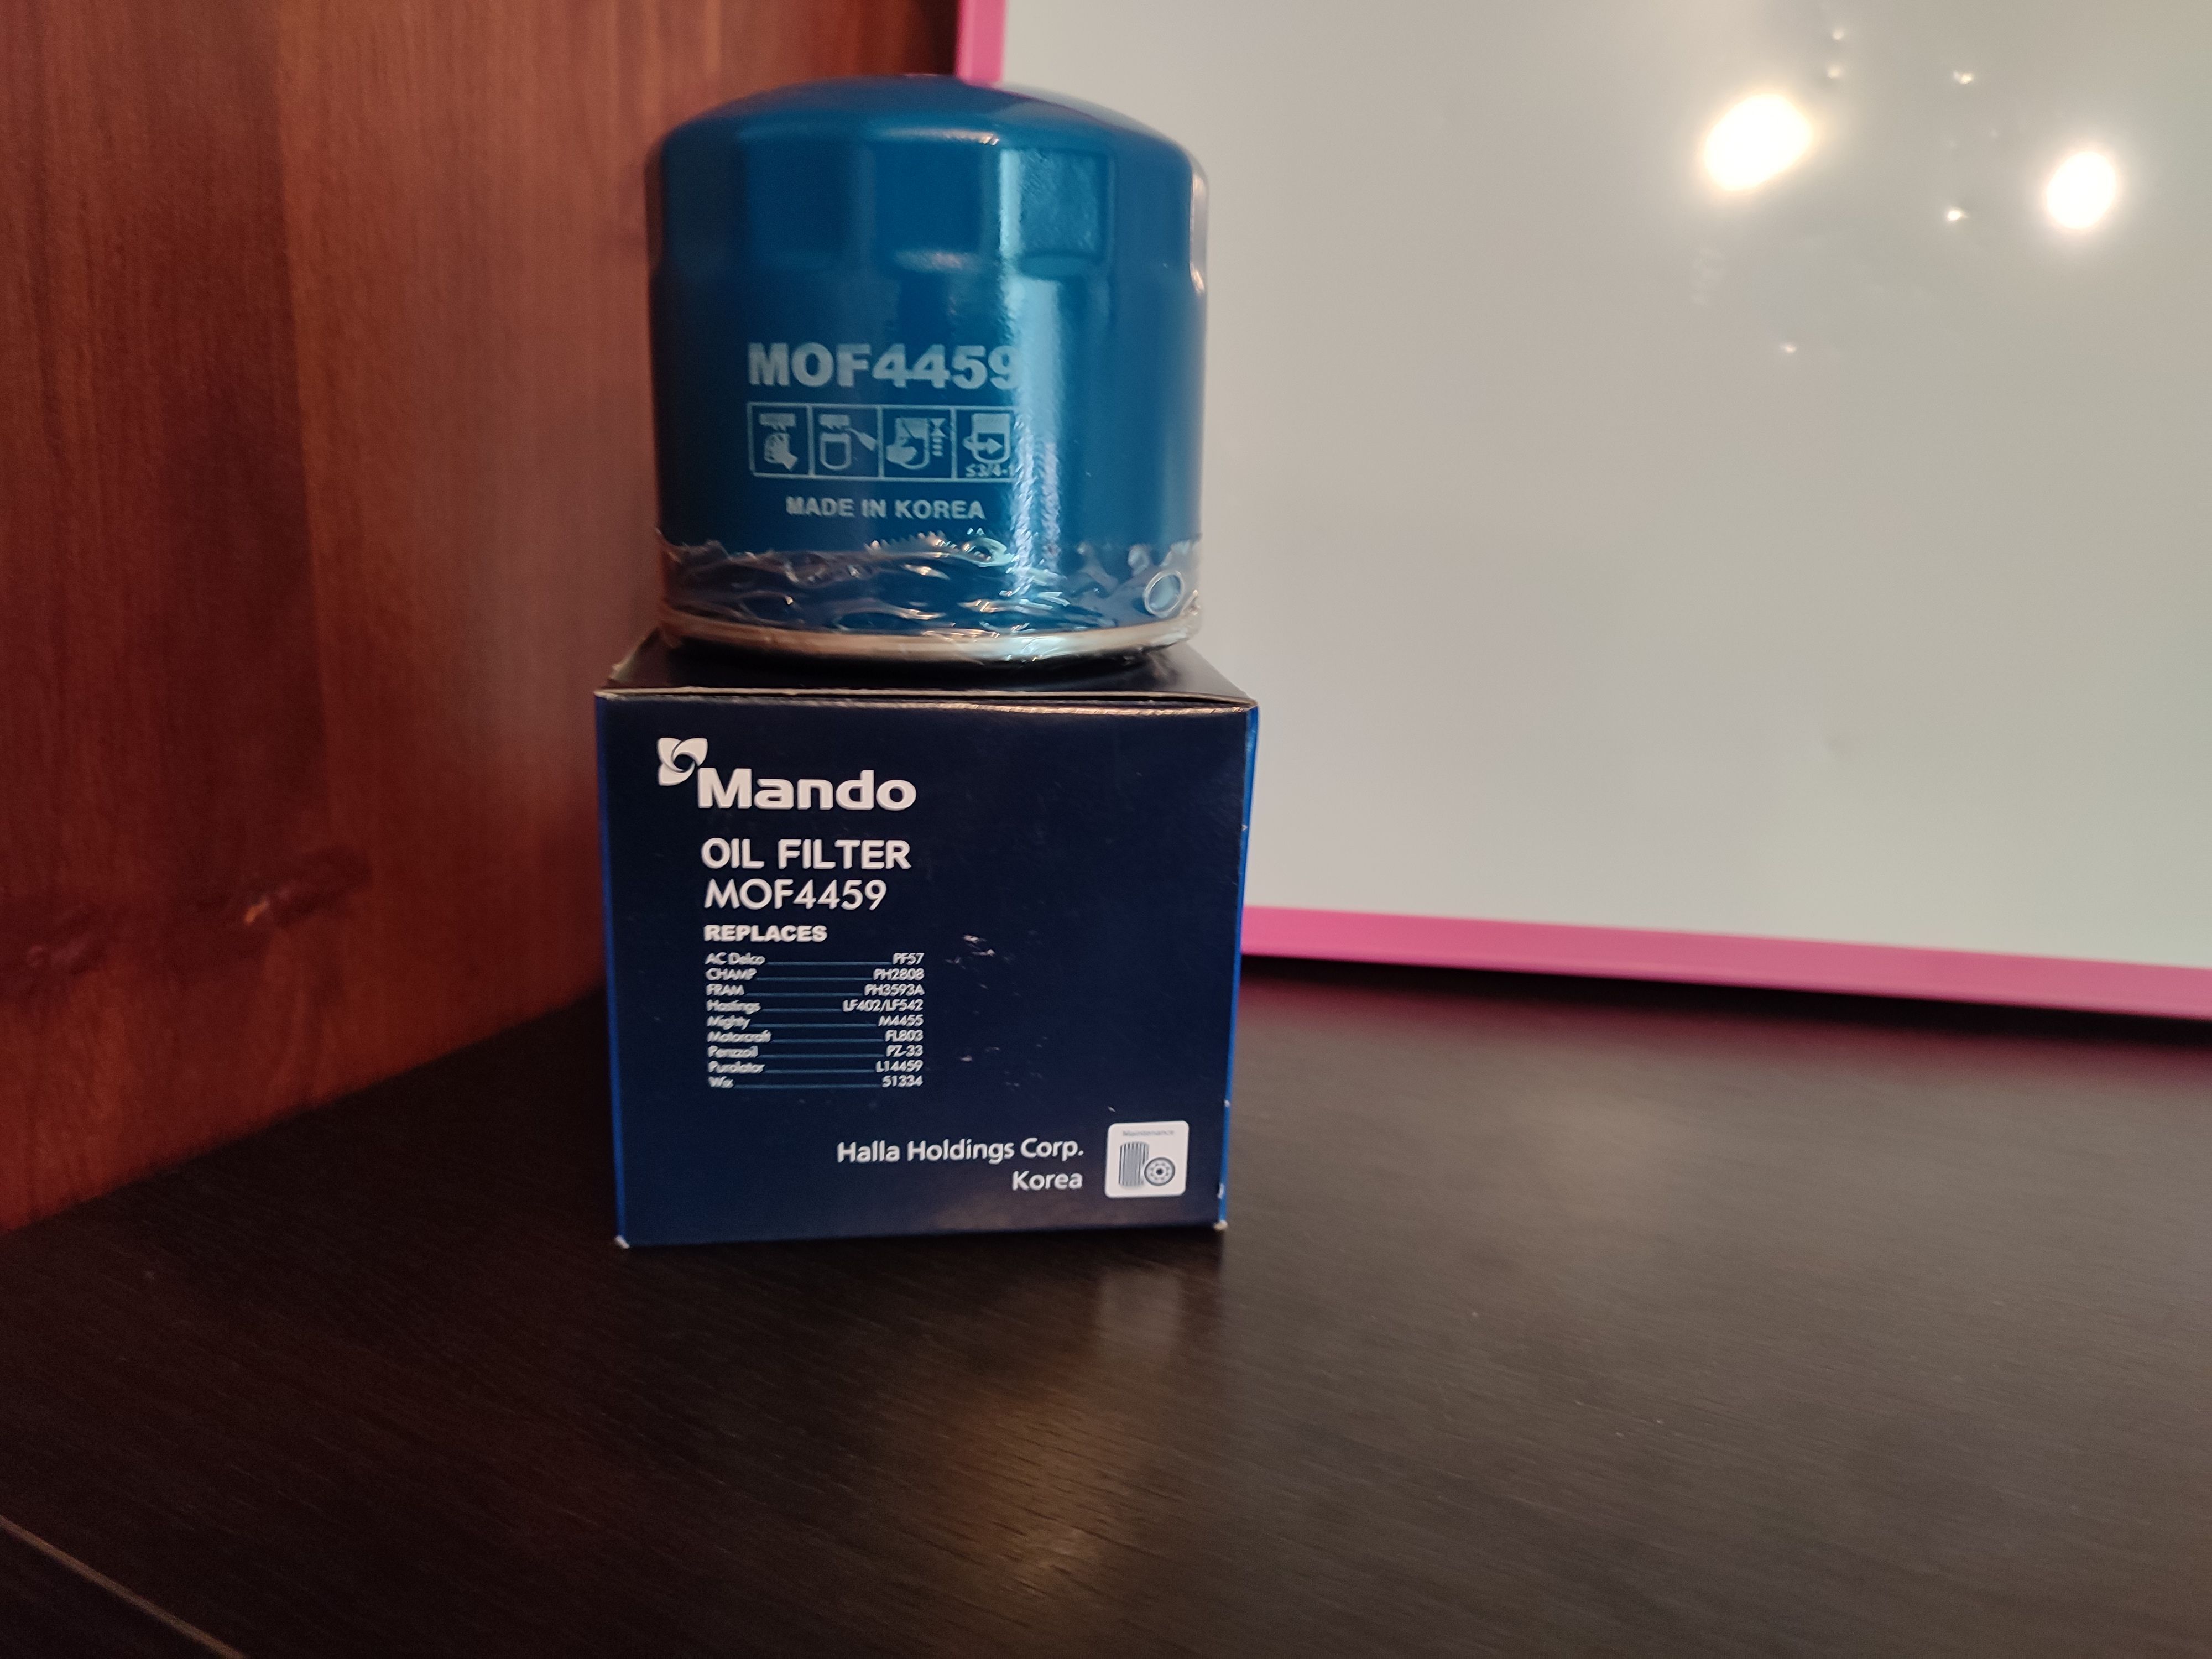 MOF4459
MADE IN KOREA
Mando
OIL FILTER
MOF4459
REPLACES
AC Delco PF57
CHAMP PH2808
FRAM PH3593A
Hastings LF402/LF542
Mighty M4455
Motorcraft FL803
Pennzoil PZ-33
Purolator L14459
Wix 51334
Halla Holdings Corp.
Korea
Maintenance